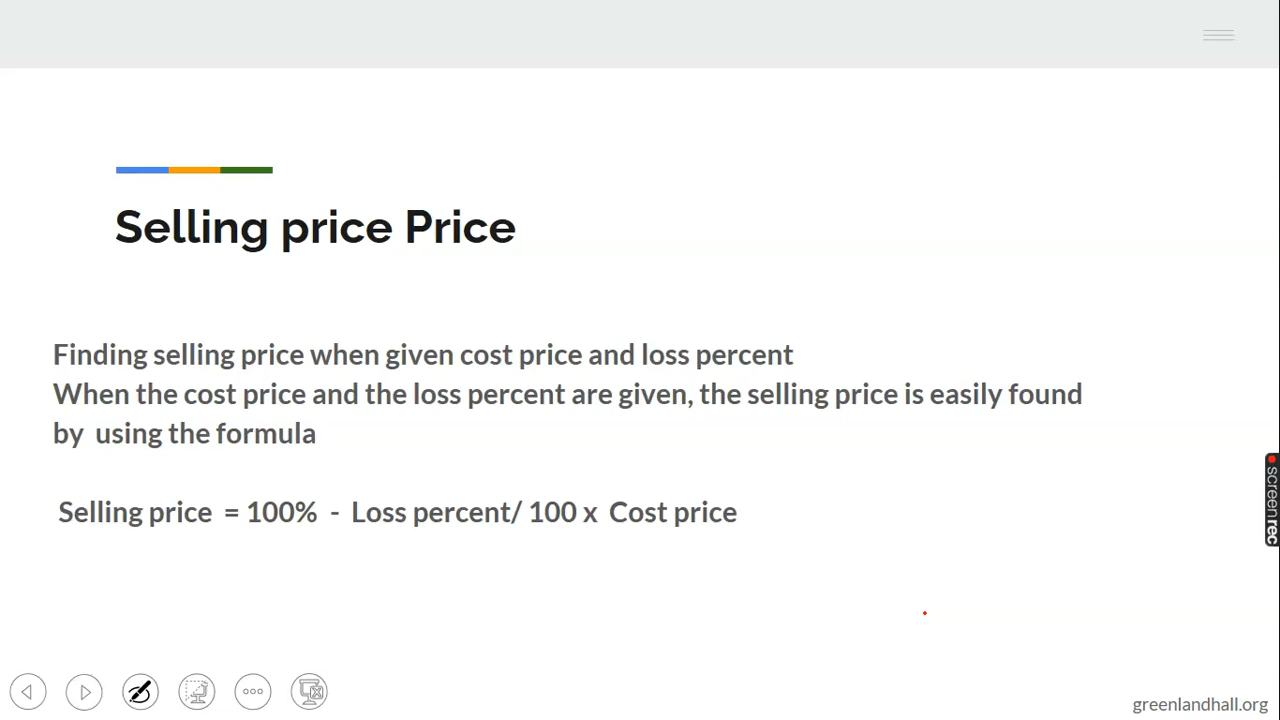 Selling price Price
Finding selling price when given cost price and loss percent
When the cost price and the loss percent are given, the selling price is easily found
by  using the formula
Selling price  = 100%  -  Loss percent/ 100 x  Cost price
screenrec
greenlandhall.org